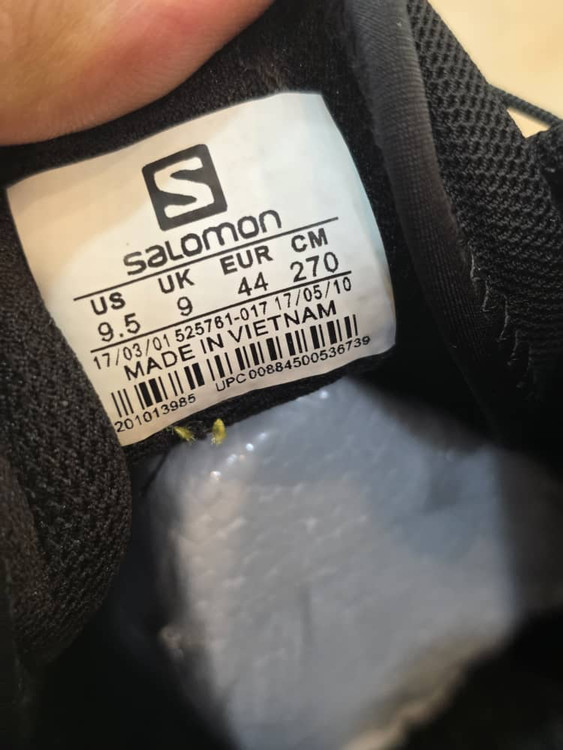 S
salomon
US UK EUR CM
9.5 9 44 270
17/03/01 525761-017 17/05/10
MADE IN VIETNAM
201013985 UPC 00884500536739